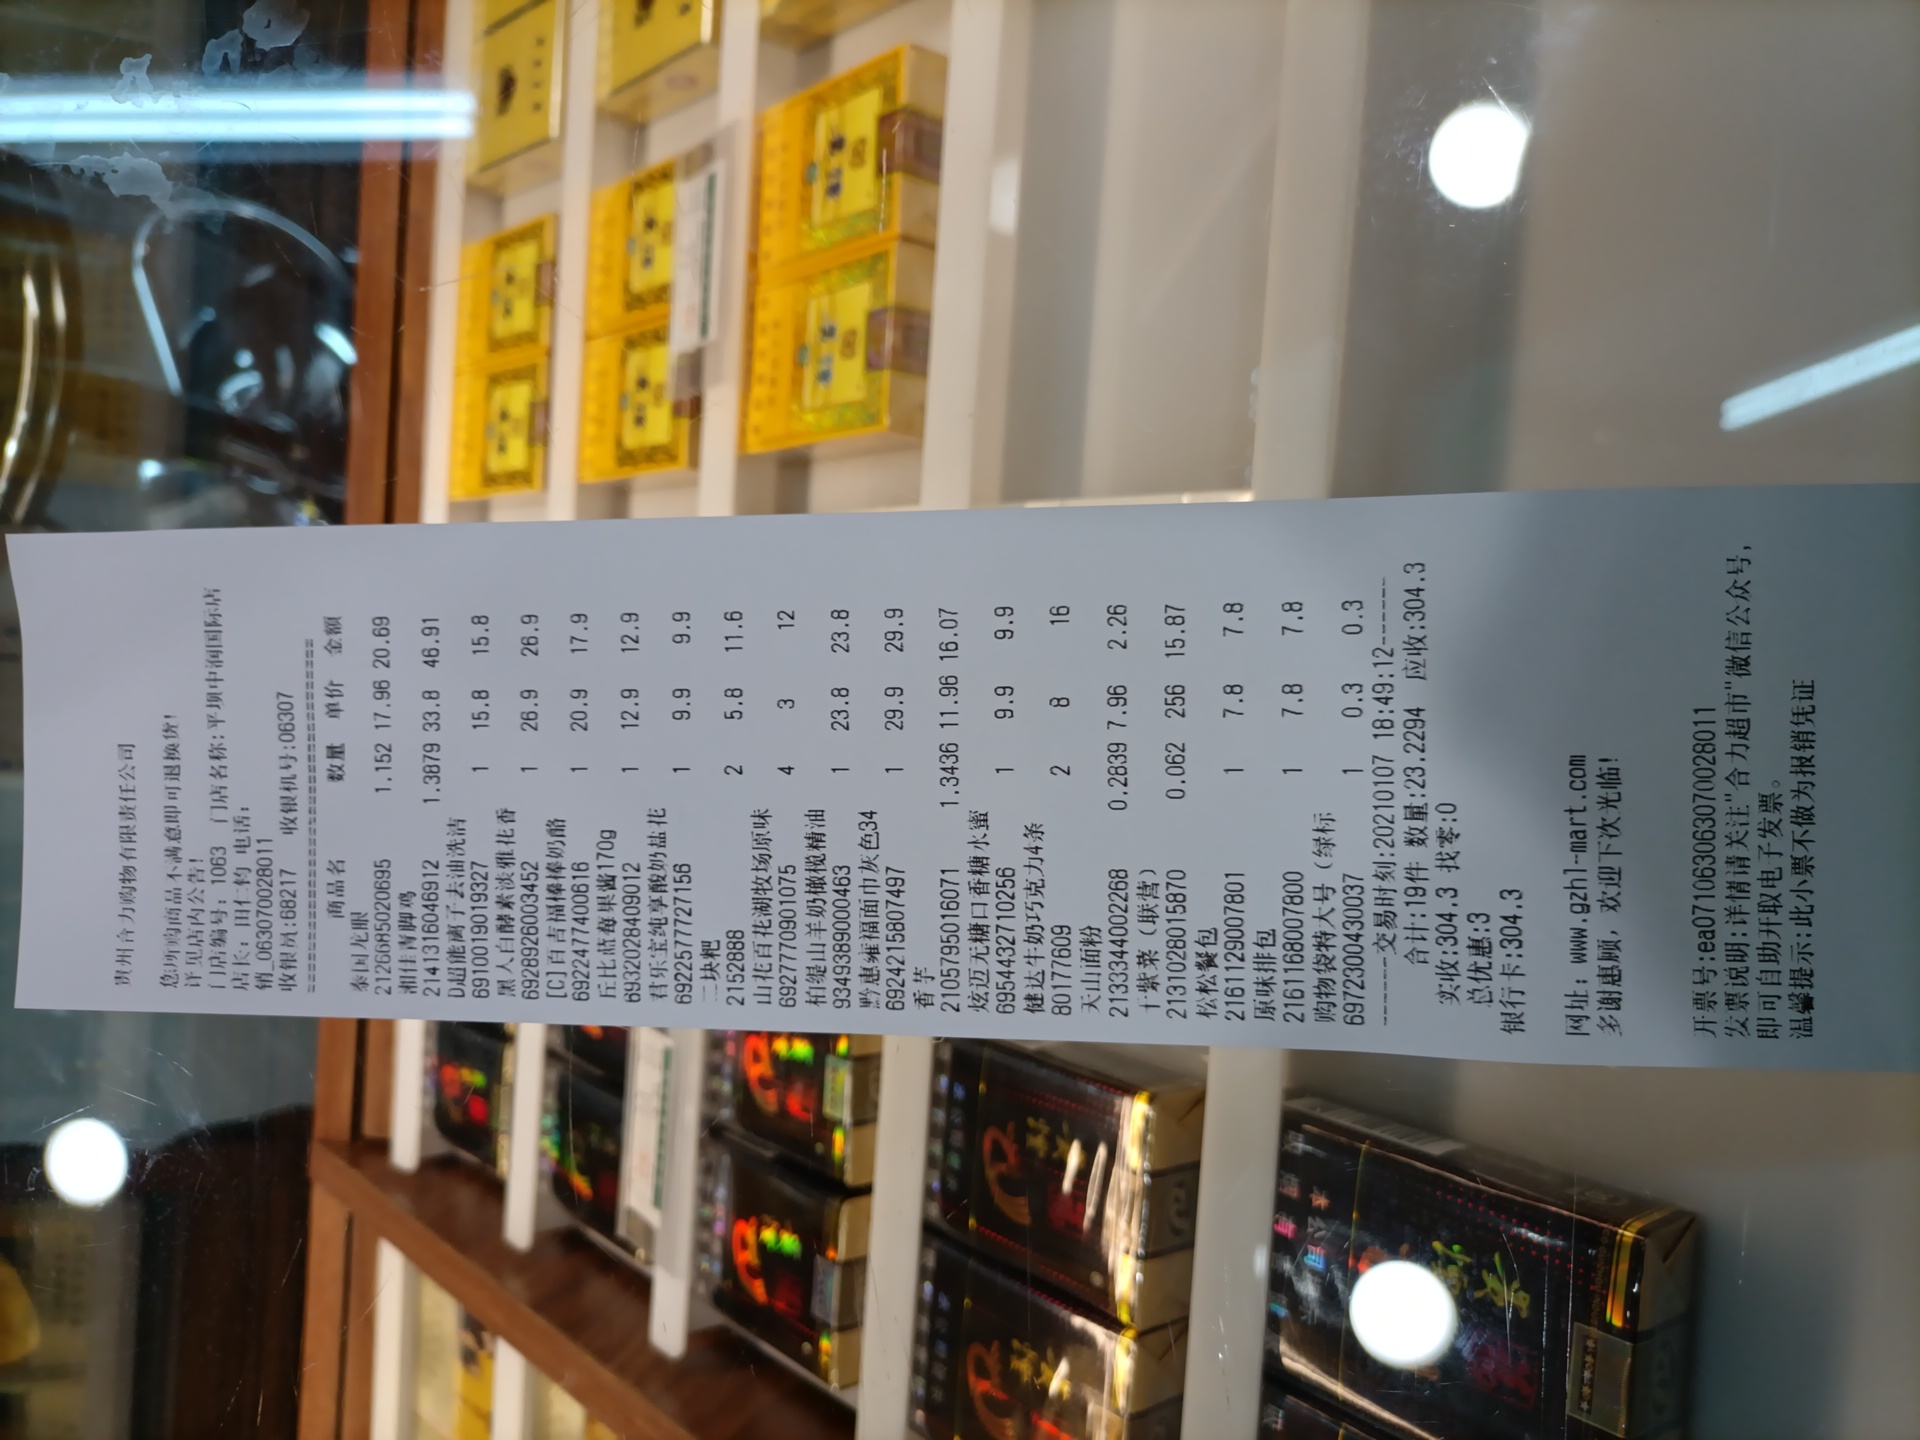 贵州合力购物有限责任公司
您所购商品不满意即可退换货!
详见店内公告!
门店编号: 1063 门店名称:平坝中润国际店
店长: 田仁钧 电话:
销_063070028011
收银员:68217 收银机号:06307
商品名 数量 单价 金额
泰国龙眼
212685020695 1.152 17.96 20.69
湘佳青脚鸡
2141316046912 1.3879 33.8 46.91
D超能离子去油洗洁
6910019019327 1 15.8 15.8
黑人白酵素淡雅花香
6928926003452 1 26.9 26.9
[C]百吉福棒棒奶酪
6922477400616 1 20.9 17.9
丘比蓝莓果酱170g
6932028409012 1 12.9 12.9
君乐宝纯享酸奶盐花
6922577727156 1 9.9 9.9
二块粑
2152888 2 5.8 11.6
山花百花湖牧场原味
6927770901075 4 3 12
柏缇山羊奶橄榄精油
9349389000463 1 23.8 23.8
黔惠雍福面巾灰色34
6924215807497 1 29.9 29.9
香芋
2105795016071 1.3436 11.96 16.07
炫迈无糖口香糖水蜜
6954432710256 1 9.9 9.9
健达牛奶巧克力4条
80177609 2 8 16
天山面粉
2133344002268 0.2839 7.96 2.26
干紫菜（联营）
2131028015870 0.062 256 15.87
松松餐包
2161129007801 1 7.8 7.8
原味排包
2161168007800 1 7.8 7.8
购物袋特大号（绿标
6972300430037 1 0.3 0.3
------交易时刻:20210107 18:49:12------
合计:19件 数量:23.2294 应收:304.3
实收:304.3 找零:0
总优惠:3
银行卡:304.3
网址: www.gzhl-mart.com
多谢惠顾, 欢迎下次光临!
开票号:ea071063063070028011
发票说明:详情请关注"合力超市"微信公众号,
即可自助开取电子发票。
温馨提示:此小票不做为报销凭证